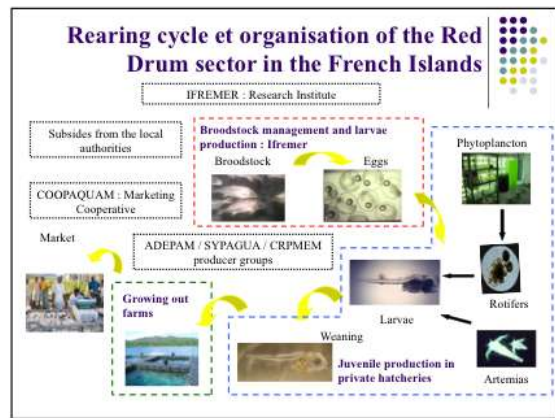 Rearing cycle et organisation of the Red
Drum sector in the French Islands
IFREMER : Research Institute
Subsides from the local
authorities
Broodstock management and larvae
production : Ifremer
Broodstock
Eggs
Phytoplancton
COOPAQUAM : Marketing
Cooperative
Market
ADEPAM / SYPAGUA / CRPMEM
producer groups
Growing out
farms
Larvae
Rotifers
Weaning
Juvenile production in
private hatcheries
Artemias